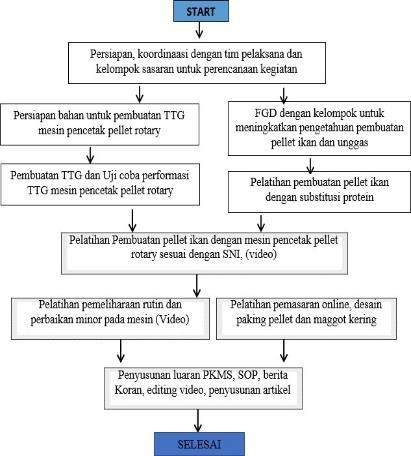 START
Persiapan, koordinaasi dengan tim pelaksana dan
kelompok sasaran untuk perencanaan kegiatan
Persiapan bahan untuk pembuatan TTG
mesin pencetak pellet rotary
FGD dengan kelompok untuk
meningkatkan pengetahuan pembuatan
pellet ikan dan unggas
Pembuatan TTG dan Uji coba performasi
TTG mesin pencetak pellet rotary
Pelatihan pembuatan pellet ikan
dengan substitusi protein
Pelatihan Pembuatan pellet ikan dengan mesin pencetak pellet
rotary sesuai dengan SNI, (video)
Pelatihan pemeliharaan rutin dan
perbaikan minor pada mesin (Video)
Pelatihan pemasaran online, desain
paking pellet dan maggot kering
Penyusunan luaran PKMS, SOP, berita
Koran, editing video, penyusunan artikel
SELESAI